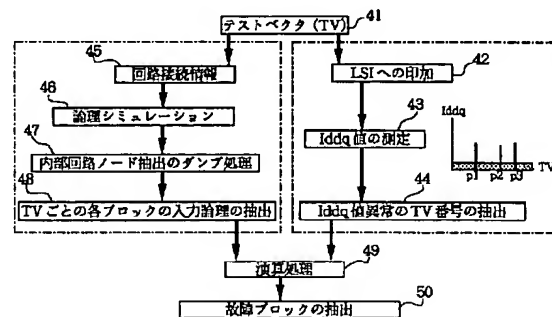 テストベクタ（TV）
41
45
回路接続情報
LSIへの印加
42
46
論理シミュレーション
43
Iddq値の測定
Iddq
TV
p1
p2
p3
47
内部回路ノード抽出のダンプ処理
48
TVごとの各ブロックの入力論理の抽出
44
Iddq値異常のTV番号の抽出
演算処理
49
故障ブロックの抽出
50